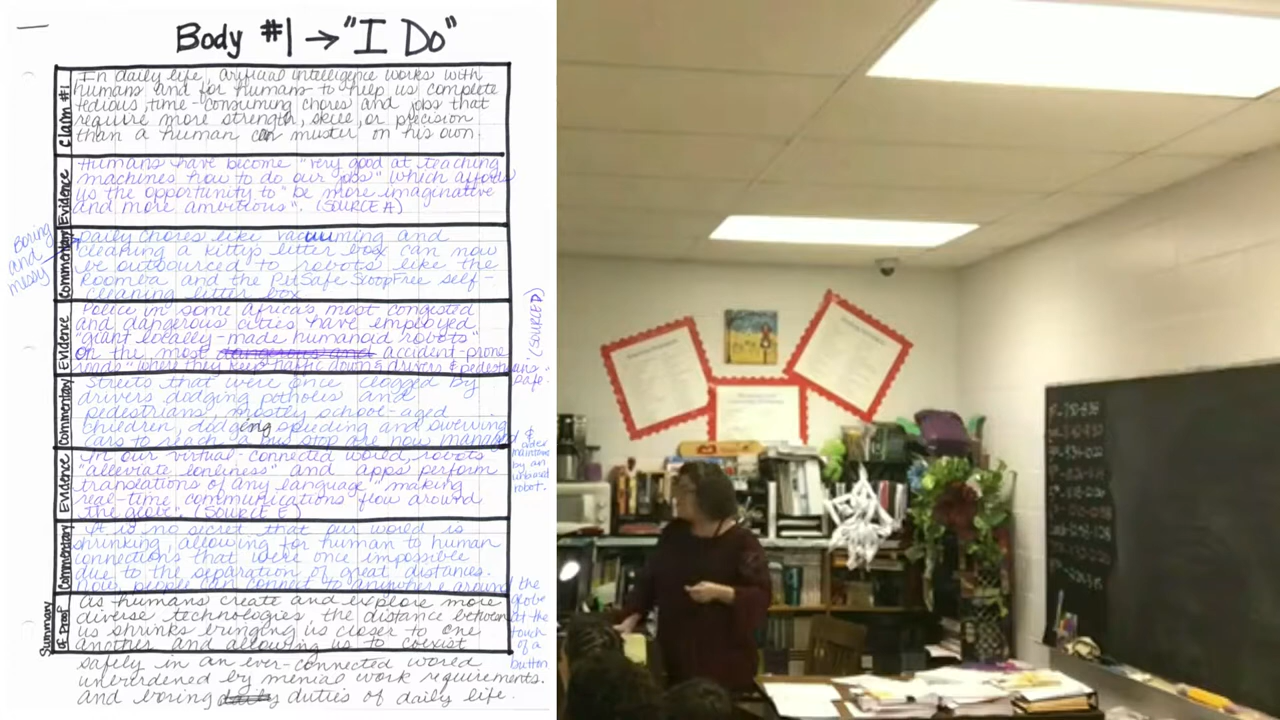 Body #1 → "I Do"
Claim #1
In daily life, artificial intelligence works with
humans and for humans to help us complete
tedious, time-consuming chores and jobs that
require more strength, skill, or precision
than a human can muster on his own.
Evidence
Humans have become "very good at teaching
machines how to do our jobs" which affords
us the opportunity to "be more imaginative
and more ambitious". (SOURCE A)
Boring
and
messy
Commentary
Daily chores like vacuuming and
cleaning a kitty's litter box can now
be outsourced to robots like the
Roomba and the PetSafe ScoopFree self-
cleaning litter box
Evidence
Police in some Africa's most congested
and dangerous cities have employed
"giant locally-made humanoid robots"
on the most dangerous and accident-prone
roads" where they keep traffic down & drivers & pedestrians
safe. (SOURCE D)
Commentary
Streets that were once clogged by
drivers dodging potholes and
pedestrians, mostly school-aged
children, dodging speeding and swerving
cars to reach a bus stop are now managed &
order
maintained
by an
unbiased
robot.
Evidence
In our virtual-connected world, robots
"alleviate loneliness" and apps perform
translations of any language "making
real-time communications flow around
the globe". (SOURCE E)
Commentary
It is no secret that our world is
shrinking, allowing for human to human
connections that were once impossible
due to the separation of great distances.
Now people can connect to anywhere around the
globe
at the
touch
of a
button
Summary
of Proof
As humans create and explore more
diverse technologies, the distance between
us shrinks bringing us closer to one
another and allowing us to coexist
safely in an ever-connected world
unburdened by menial work requirements.
and boring daily duties of daily life.